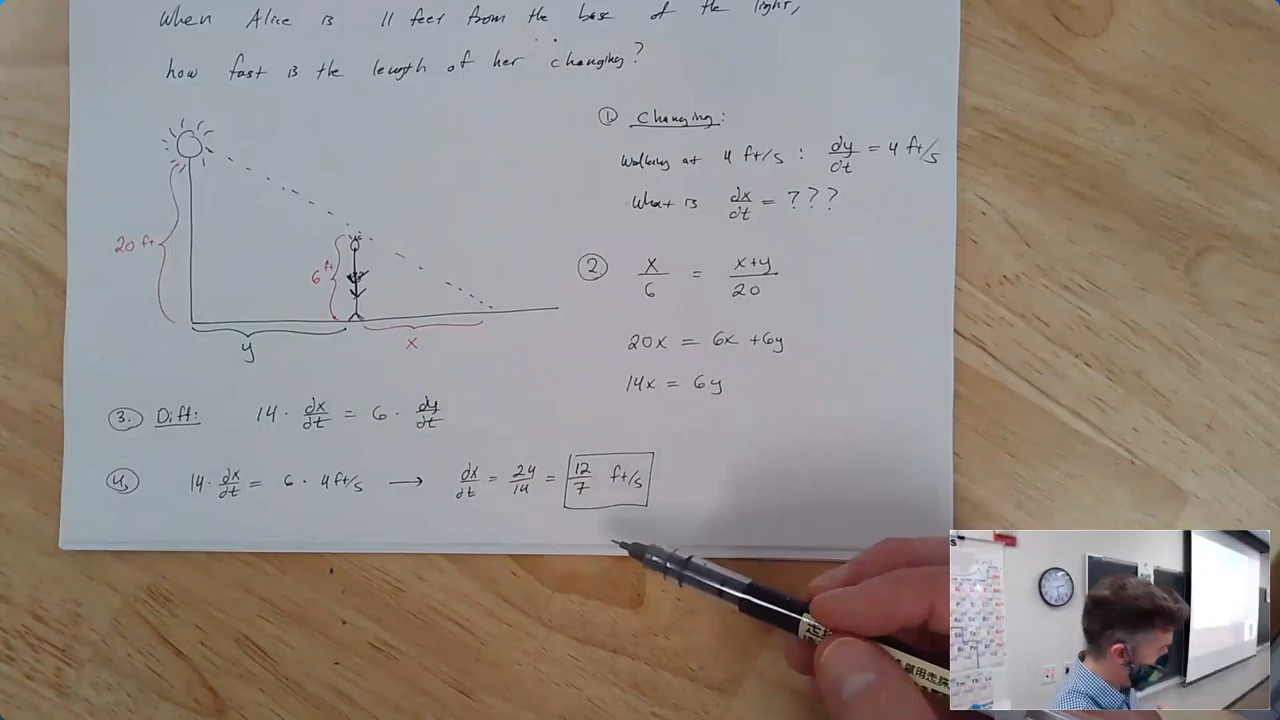 When Alice is 11 feet from the base of the light,
how fast is the length of her changing?
① Changing:
Walking at 4 ft/s : dy/dt = 4 ft/s
What is dx/dt = ? ? ?
20 ft
6 ft
y
x
② x/6 = x+y/20
20x = 6x + 6y
14x = 6y
③. Diff: 14 · dx/dt = 6 · dy/dt
④ 14 · dx/dt = 6 · 4 ft/s → dx/dt = 24/14 = 12/7 ft/s